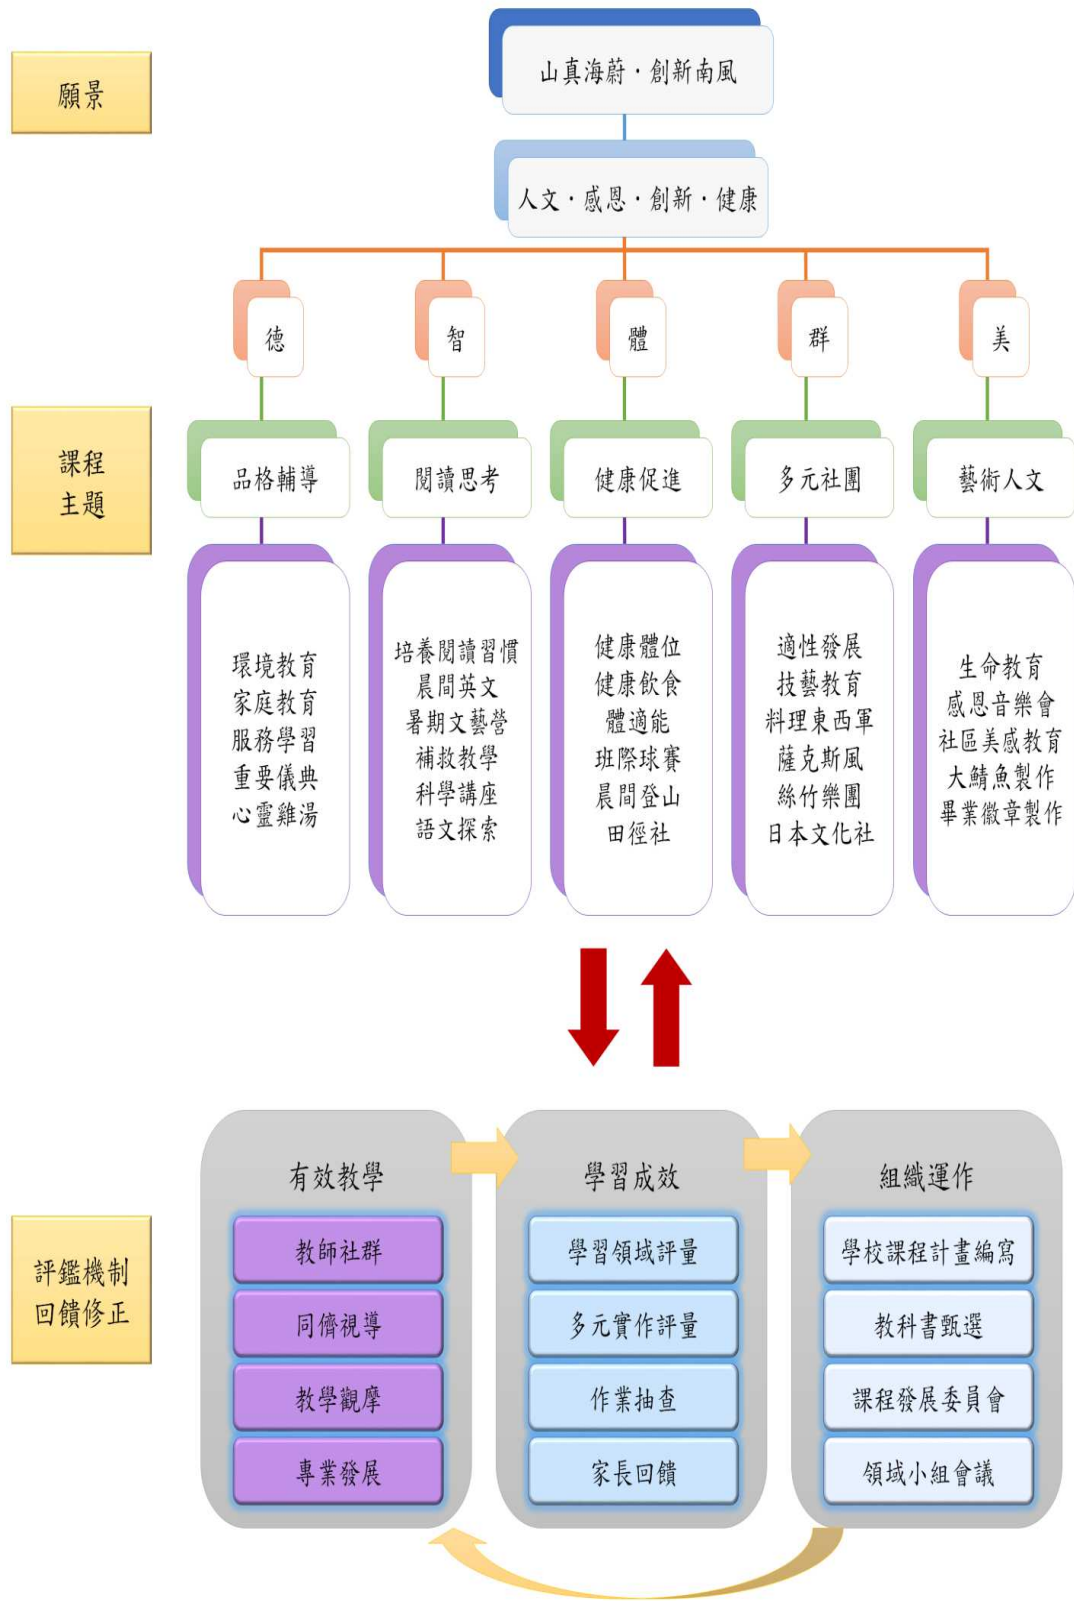 願景
山真海蔚·創新南風
人文·感恩·創新·健康
德
智
體
群
美
課程
主題
品格輔導
閱讀思考
健康促進
多元社團
藝術人文
環境教育
家庭教育
服務學習
重要儀典
心靈雞湯
培養閱讀習慣
晨間英文
暑期文藝營
補救教學
科學講座
語文探索
健康體位
健康飲食
體適能
班際球賽
晨間登山
田徑社
適性發展
技藝教育
料理東西軍
薩克斯風
絲竹樂團
日本文化社
生命教育
感恩音樂會
社區美感教育
大鯖魚製作
畢業徽章製作
評鑑機制
回饋修正
有效教學
教師社群
同儕視導
教學觀摩
專業發展
學習成效
學習領域評量
多元實作評量
作業抽查
家長回饋
組織運作
學校課程計畫編寫
教科書甄選
課程發展委員會
領域小組會議